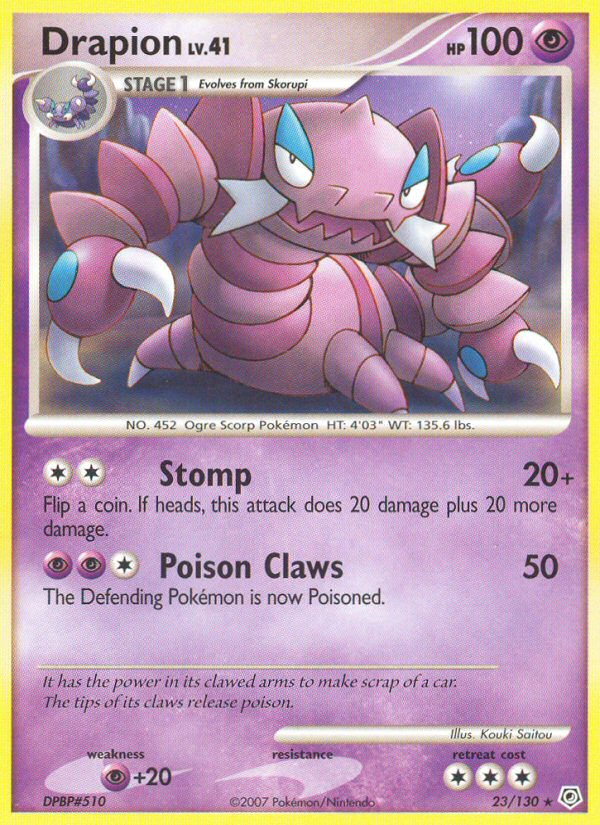 Drapion LV.41 HP 100
STAGE 1 Evolves from Skorupi
NO. 452 Ogre Scorp Pokémon HT: 4'03" WT: 135.6 lbs.
Stomp 20+
Flip a coin. If heads, this attack does 20 damage plus 20 more
damage.
Poison Claws 50
The Defending Pokémon is now Poisoned.
It has the power in its clawed arms to make scrap of a car.
The tips of its claws release poison.
Illus. Kouki Saitou
weakness resistance retreat cost
+20
DPBP#510 ©2007 Pokémon/Nintendo 23/130 ★